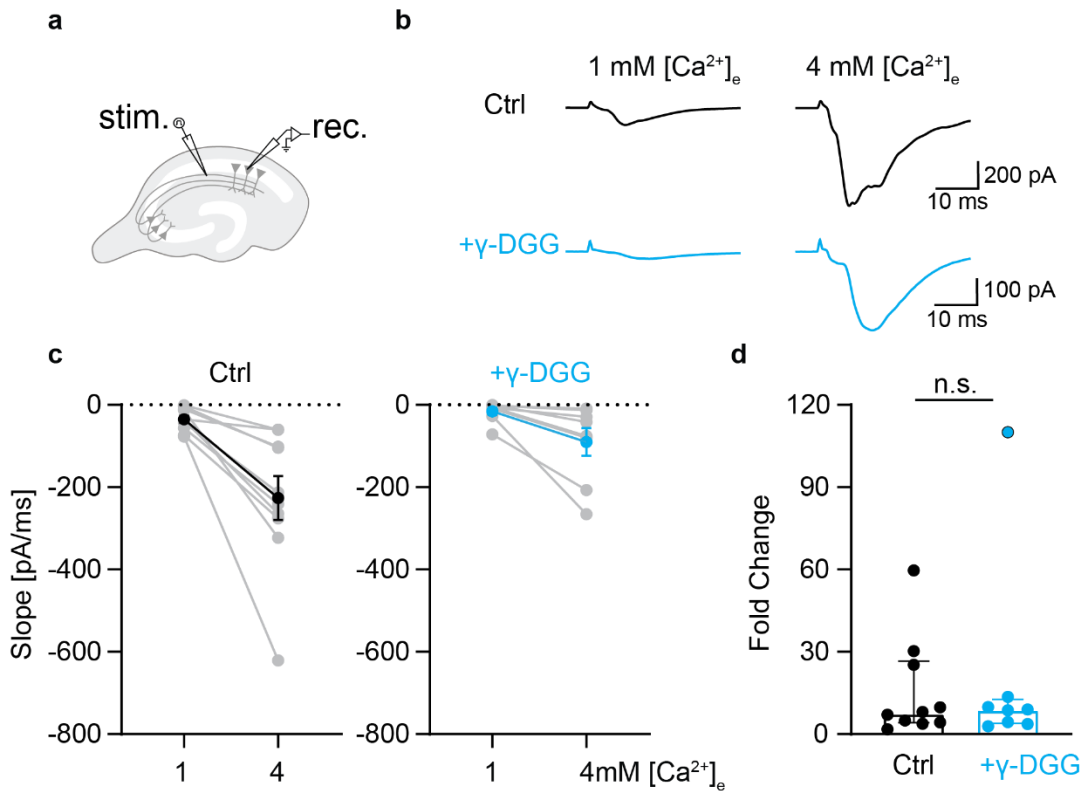 a
stim.
rec.
b
1 mM [Ca²⁺]ₑ
4 mM [Ca²⁺]ₑ
Ctrl
200 pA
10 ms
+γ-DGG
100 pA
10 ms
c
Ctrl
+γ-DGG
Slope [pA/ms]
0
-200
-400
-600
-800
1
4
0
-200
-400
-600
-800
1
4mM [Ca²⁺]ₑ
d
n.s.
Fold Change
120
90
60
30
0
Ctrl
+γ-DGG